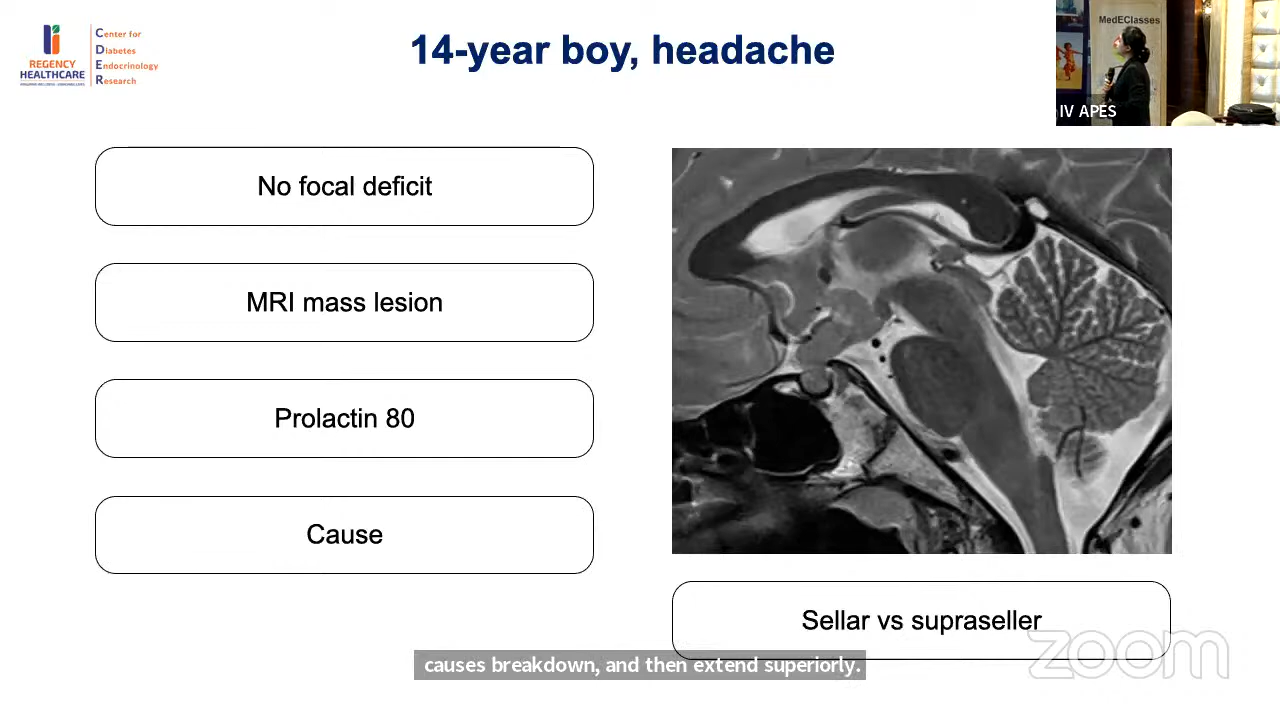 REGENCY
HEALTHCARE
Center for
Diabetes
Endocrinology
Research
14-year boy, headache
MedEClasses
IV APES
No focal deficit
MRI mass lesion
Prolactin 80
Cause
Sellar vs supraseller
causes breakdown, and then extend superiorly.
zoom